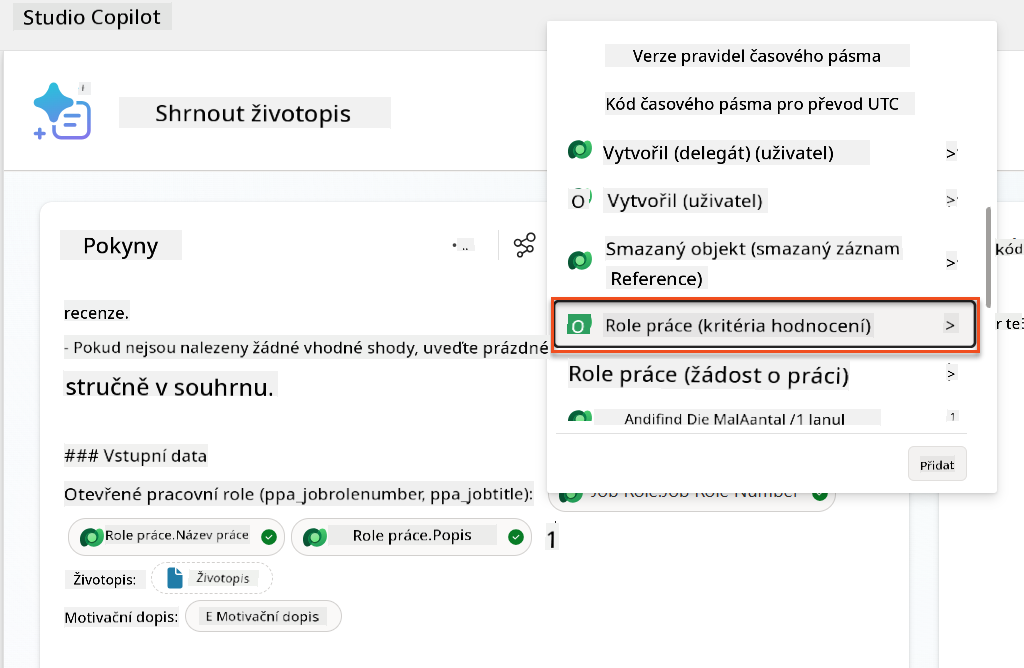 Studio Copilot
Shrnout životopis
Pokyny
recenze.
- Pokud nejsou nalezeny žádné vhodné shody, uveďte prázdné
stručně v souhrnu.
### Vstupní data
Otevřené pracovní role (ppa_jobrolenumber, ppa_jobtitle):
Job Role.Job Role Number
Role práce.Název práce
Role práce.Popis
1
Životopis:
Životopis
Motivační dopis:
E Motivační dopis
Verze pravidel časového pásma
Kód časového pásma pro převod UTC
Vytvořil (delegát) (uživatel) >
O Vytvořil (uživatel) >
Smazaný objekt (smazaný záznam >
Reference)
O Role práce (kritéria hodnocení) >
Role práce (žádost o práci) >
Andifind Die MalAantal /1 Ianul 1
Přidat
kód